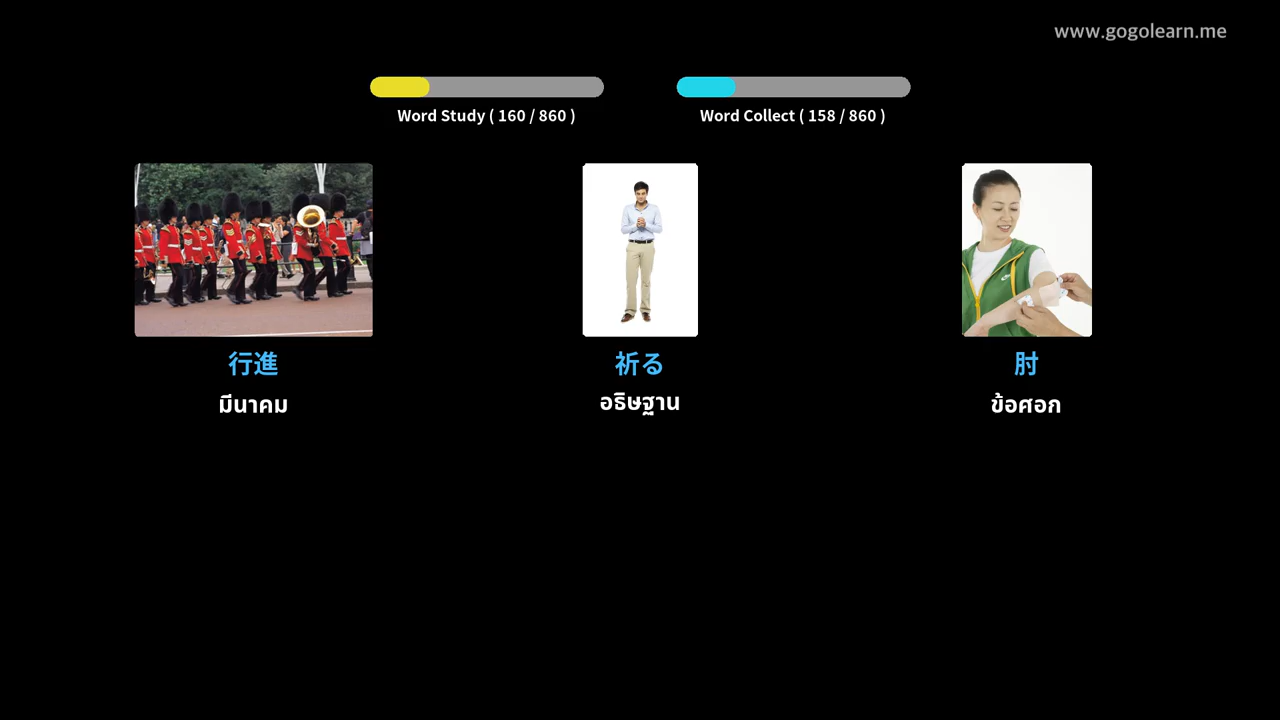 www.gogolearn.me
Word Study ( 160 / 860 )
Word Collect ( 158 / 860 )
行進
祈る
肘
มีนาคม
อธิษฐาน
ข้อศอก